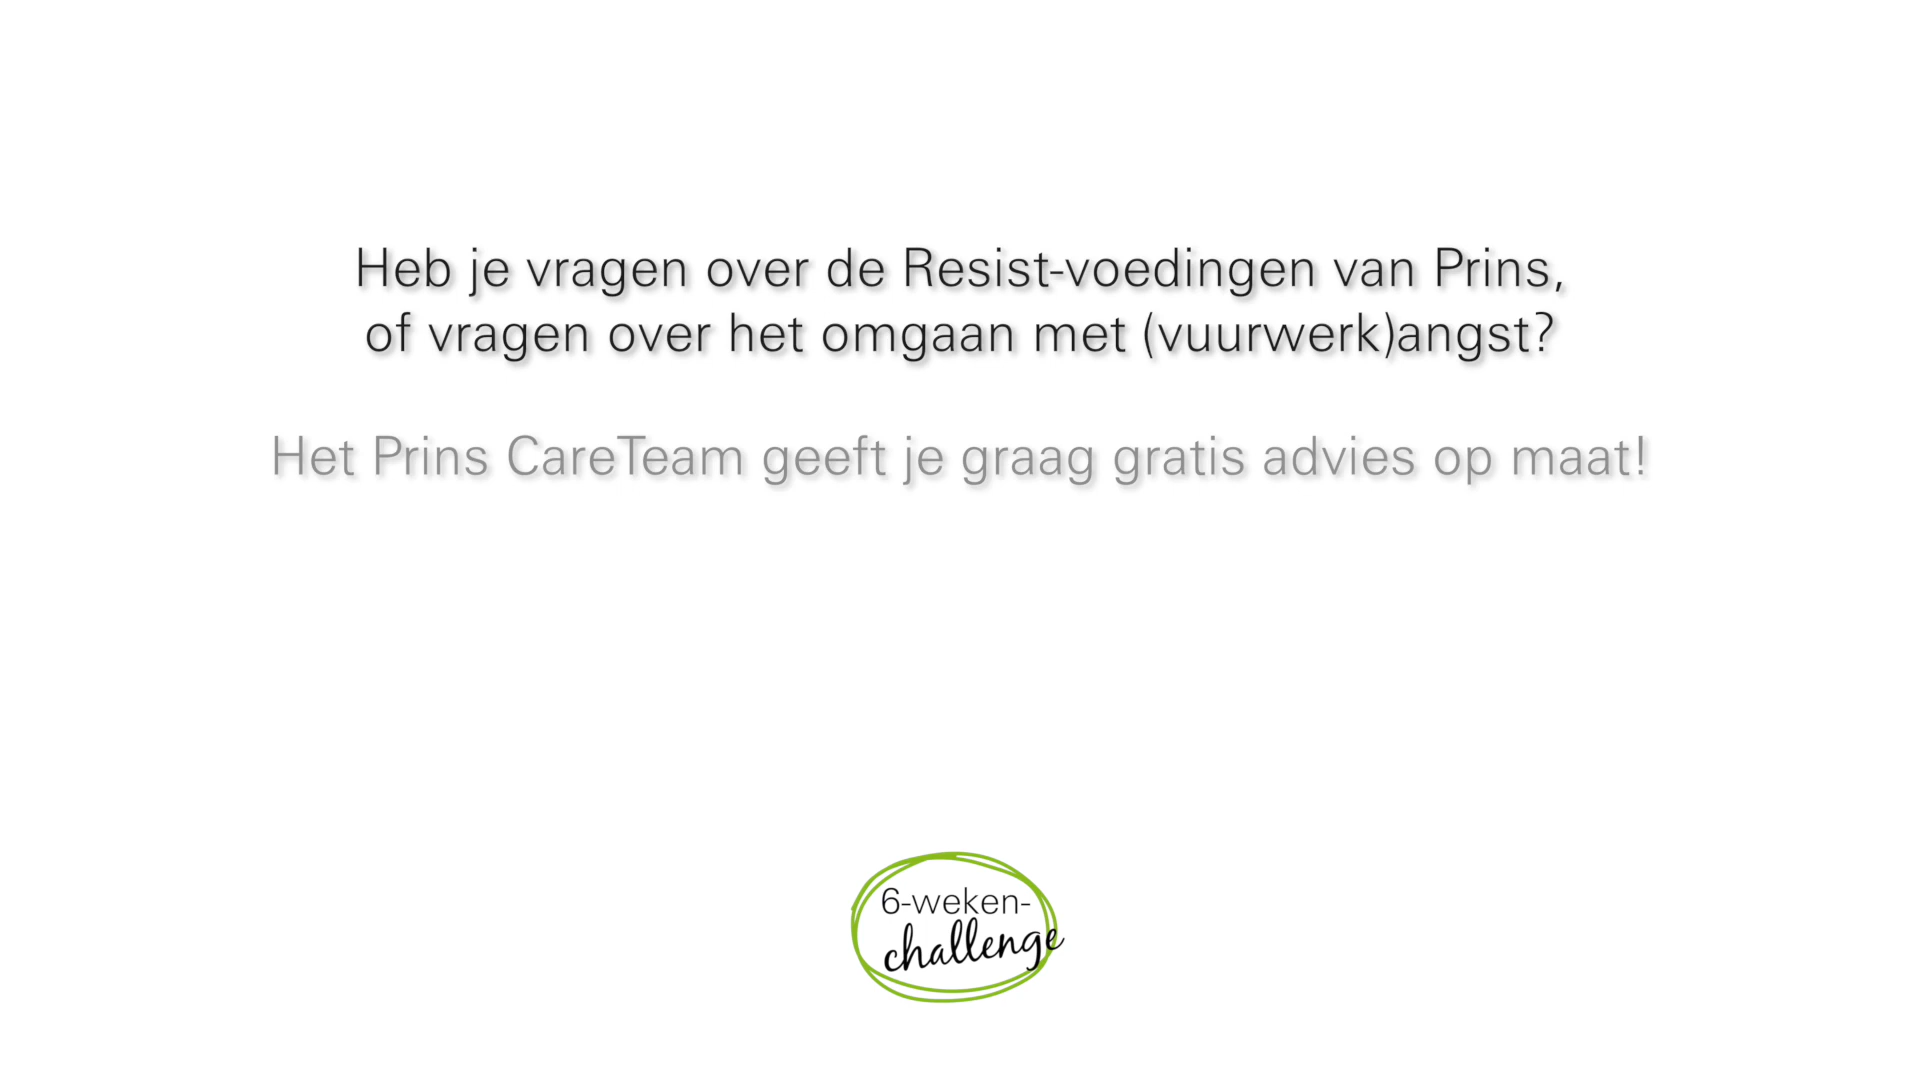 Heb je vragen over de Resist-voedingen van Prins,
of vragen over het omgaan met (vuurwerk)angst?
Het Prins CareTeam geeft je graag gratis advies op maat!
6-weken-
challenge